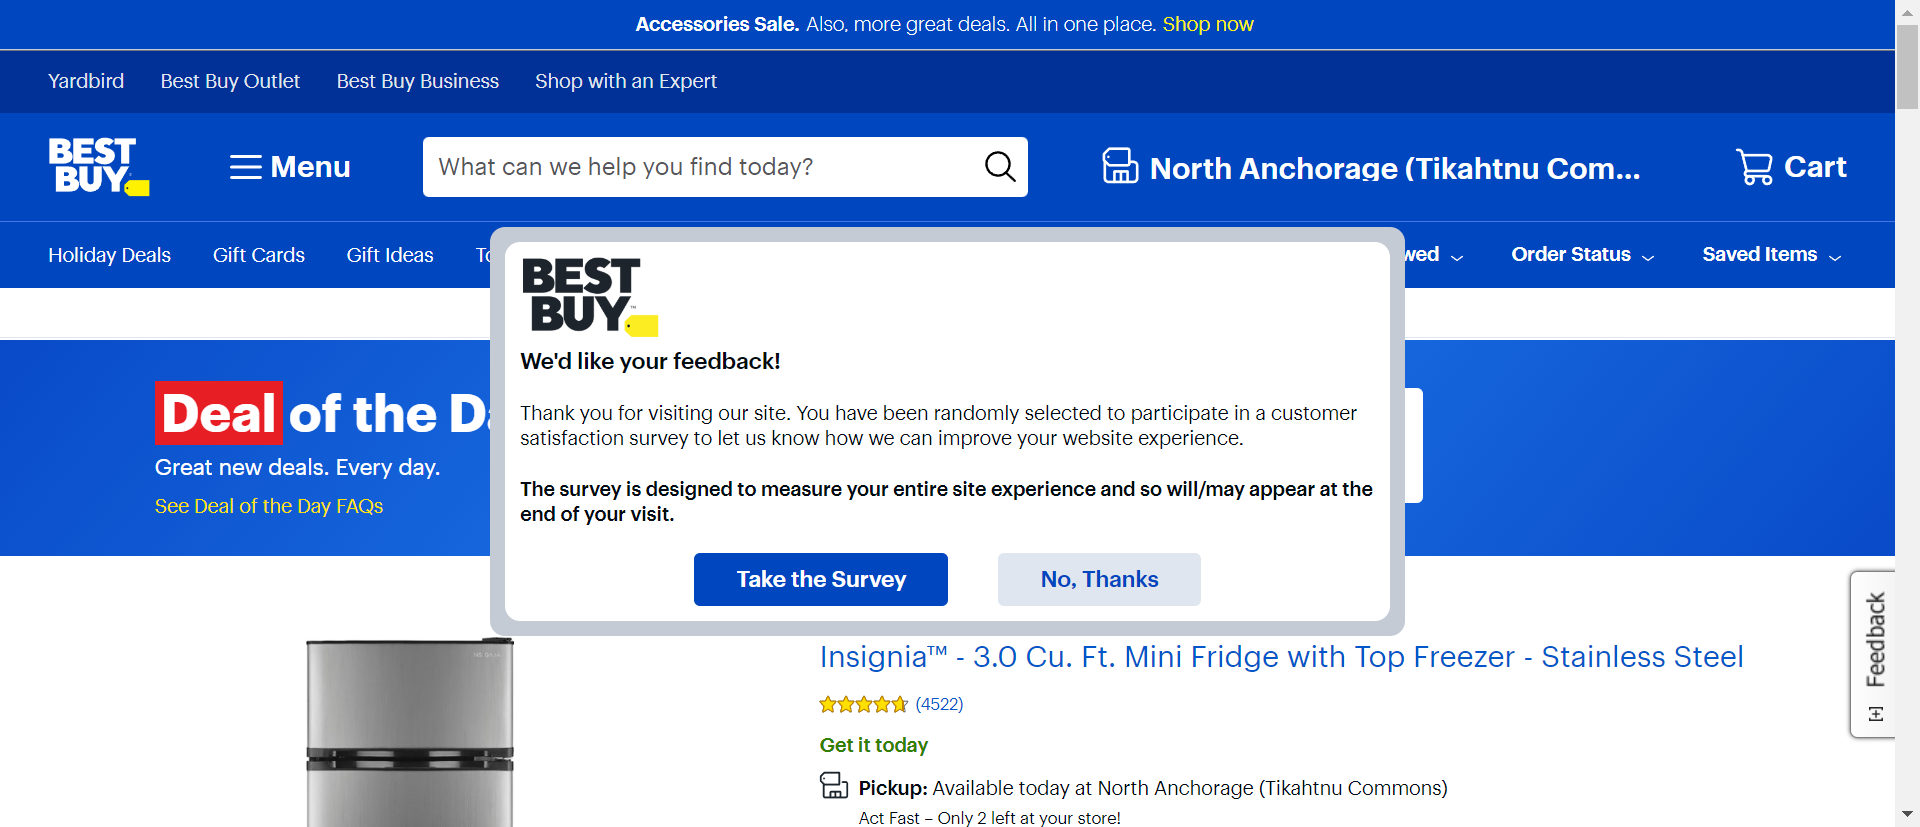 Accessories Sale. Also, more great deals. All in one place. Shop now
Yardbird Best Buy Outlet Best Buy Business Shop with an Expert
BEST BUY
Menu
What can we help you find today?
North Anchorage (Tikahtnu Com...
Cart
Holiday Deals Gift Cards Gift Ideas
Order Status Saved Items
BEST BUY™
We'd like your feedback!
Thank you for visiting our site. You have been randomly selected to participate in a customer
satisfaction survey to let us know how we can improve your website experience.
The survey is designed to measure your entire site experience and so will/may appear at the
end of your visit.
Take the Survey No, Thanks
Deal of the
Great new deals. Every day.
See Deal of the Day FAQs
Insignia™ - 3.0 Cu. Ft. Mini Fridge with Top Freezer - Stainless Steel
(4522)
Get it today
Pickup: Available today at North Anchorage (Tikahtnu Commons)
Act Fast – Only 2 left at your store!
[+] Feedback